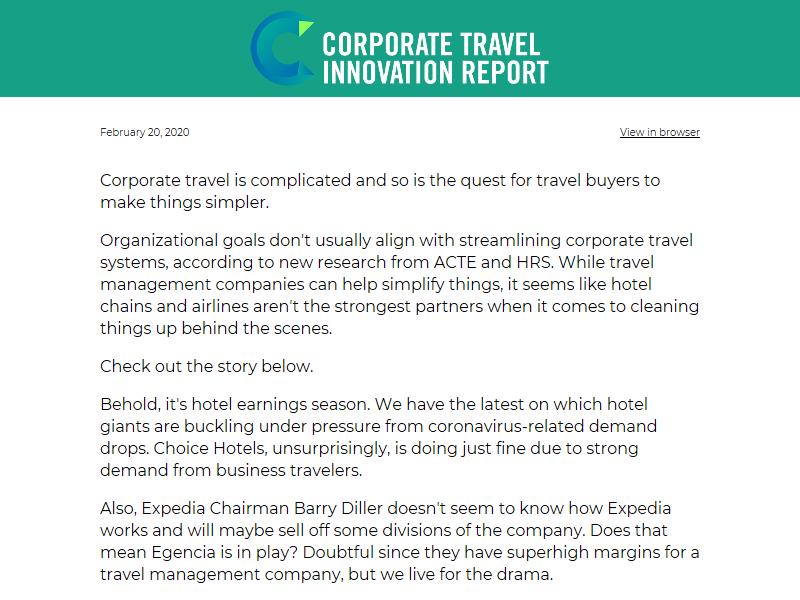 CORPORATE TRAVEL
INNOVATION REPORT
February 20, 2020
View in browser
Corporate travel is complicated and so is the quest for travel buyers to
make things simpler.
Organizational goals don't usually align with streamlining corporate travel
systems, according to new research from ACTE and HRS. While travel
management companies can help simplify things, it seems like hotel
chains and airlines aren't the strongest partners when it comes to cleaning
things up behind the scenes.
Check out the story below.
Behold, it's hotel earnings season. We have the latest on which hotel
giants are buckling under pressure from coronavirus-related demand
drops. Choice Hotels, unsurprisingly, is doing just fine due to strong
demand from business travelers.
Also, Expedia Chairman Barry Diller doesn't seem to know how Expedia
works and will maybe sell off some divisions of the company. Does that
mean Egencia is in play? Doubtful since they have superhigh margins for a
travel management company, but we live for the drama.